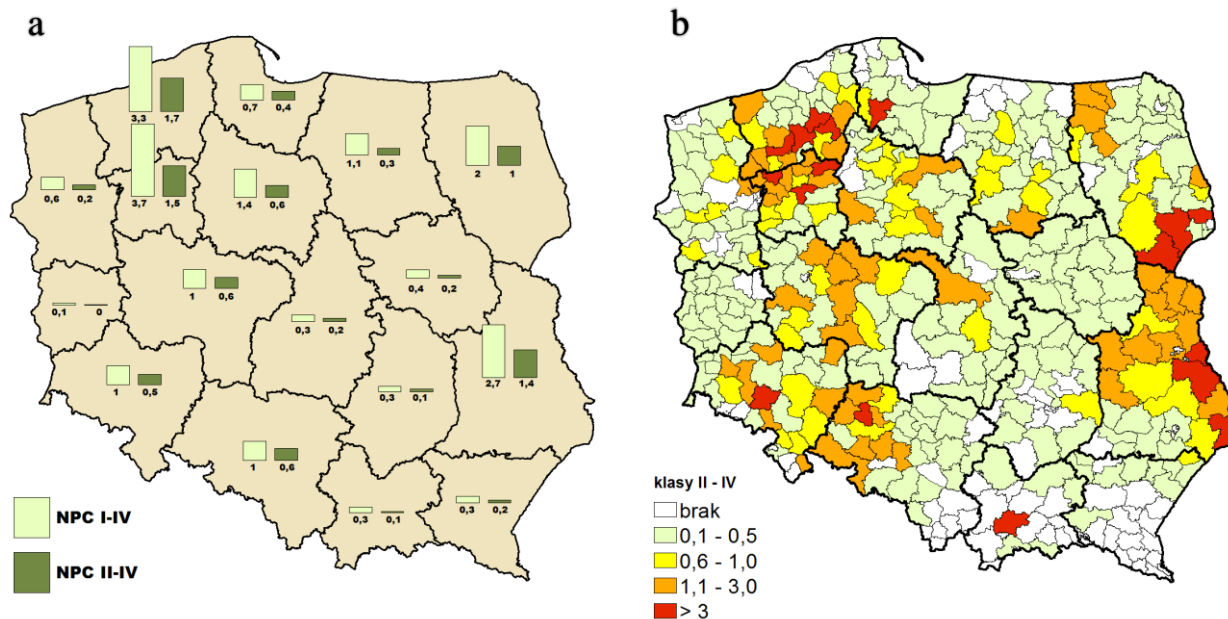 a
3,3 1,7
0,7 0,4
1,1 0,3
2 1
0,6 0,2
3,7 1,5
1,4 0,6
1 0,6
0,4 0,2
0,1 0
0,3 0,2
2,7 1,4
1 0,5
0,3 0,1
1 0,6
0,3 0,1
0,3 0,2
NPC I-IV
NPC II-IV
b
klasy II - IV
brak
0,1 - 0,5
0,6 - 1,0
1,1 - 3,0
> 3